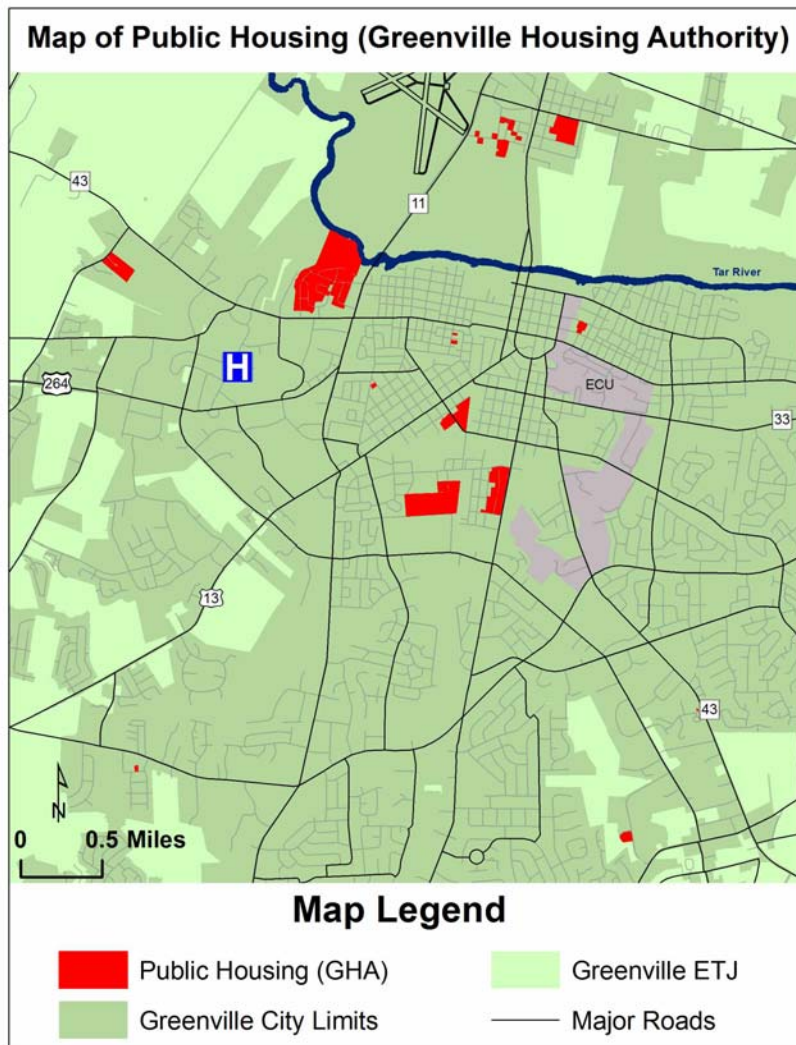 Map of Public Housing (Greenville Housing Authority)
43
11
Tar River
H
264
ECU
33
13
43
N
0 0.5 Miles
Map Legend
Public Housing (GHA)
Greenville ETJ
Greenville City Limits
Major Roads